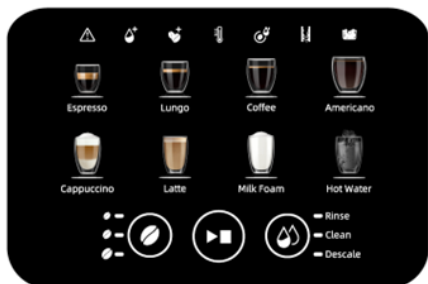 Espresso
Lungo
Coffee
Americano
Cappuccino
Latte
Milk Foam
Hot Water
Rinse
Clean
Descale